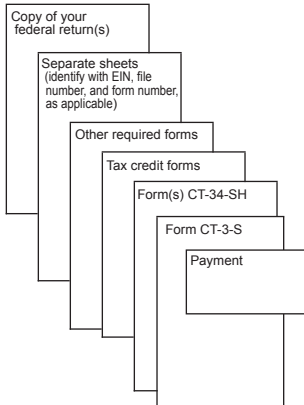 Copy of your
federal return(s)
Separate sheets
(identify with EIN, file
number, and form number,
as applicable)
Other required forms
Tax credit forms
Form(s) CT-34-SH
Form CT-3-S
Payment